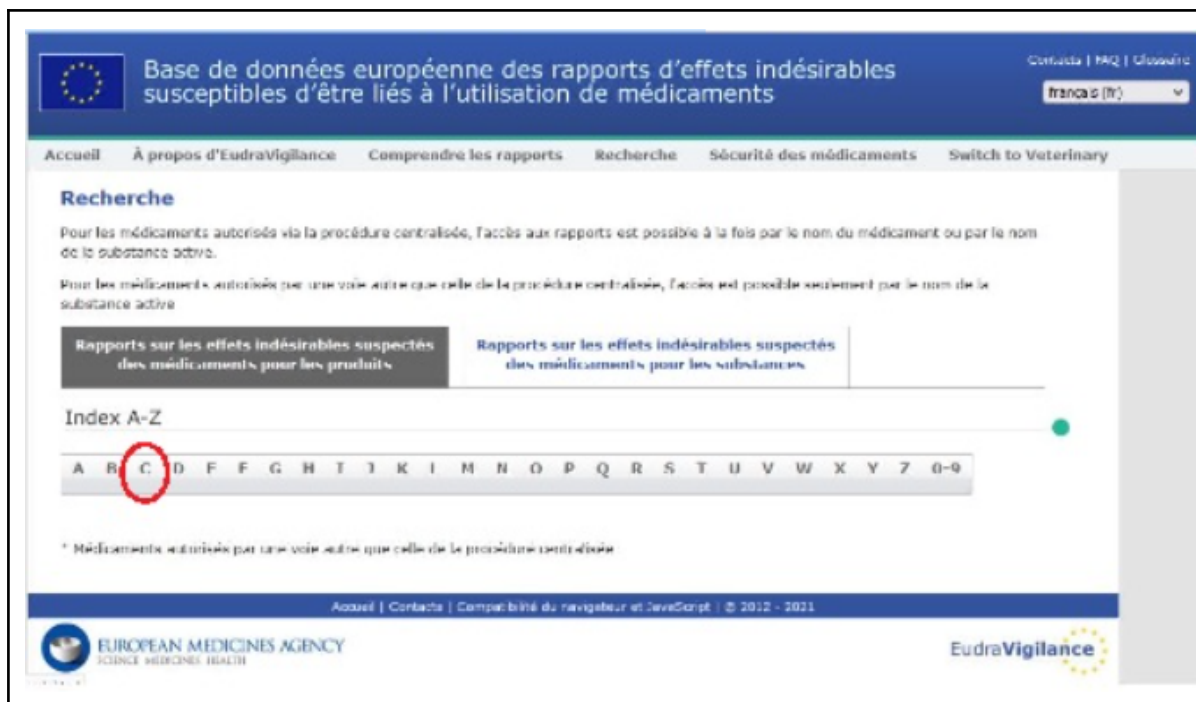 Base de données européenne des rapports d'effets indésirables
susceptibles d'être liés à l'utilisation de médicaments
Contacts | FAQ | Glossaire
français (fr)
Accueil À propos d'EudraVigilance Comprendre les rapports Recherche Sécurité des médicaments Switch to Veterinary
Recherche
Pour les médicaments autorisés via la procédure centralisée, l'accès aux rapports est possible à la fois par le nom du médicament ou par le nom
de la substance active.
Pour les médicaments autorisés par une voie autre que celle de la procédure centralisée, l'accès est possible seulement par le nom de la
substance active
Rapports sur les effets indésirables suspectés
des médicaments pour les produits
Rapports sur les effets indésirables suspectés
des médicaments pour les substances
Index A-Z
A B C D E F G H I J K L M N O P Q R S T U V W X Y Z 0-9
* Médicaments autorisés par une voie autre que celle de la procédure centralisée
Accueil | Contacts | Compatibilité du navigateur et JavaScript | © 2012 - 2021
EUROPEAN MEDICINES AGENCY
SCIENCE MEDICINES HEALTH
EudraVigilance